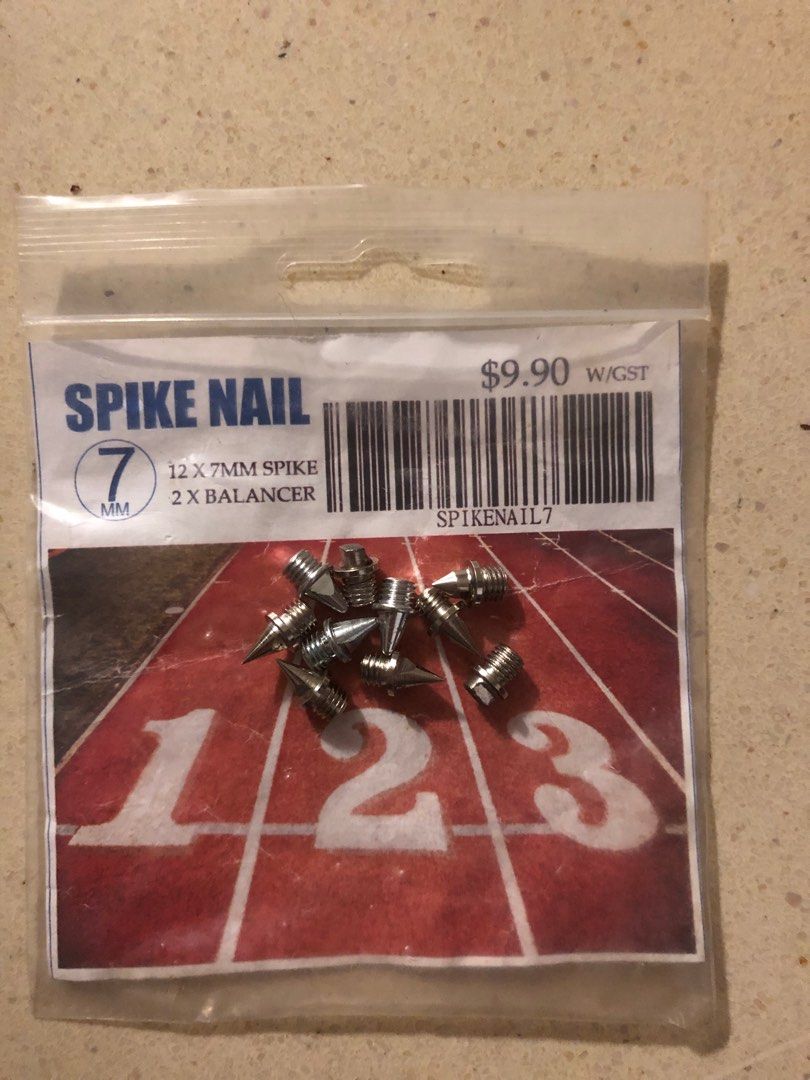 $9.90 W/GST
SPIKE NAIL
7
MM
12 X 7MM SPIKE
2 X BALANCER
SPIKENAIL7
1 2 3